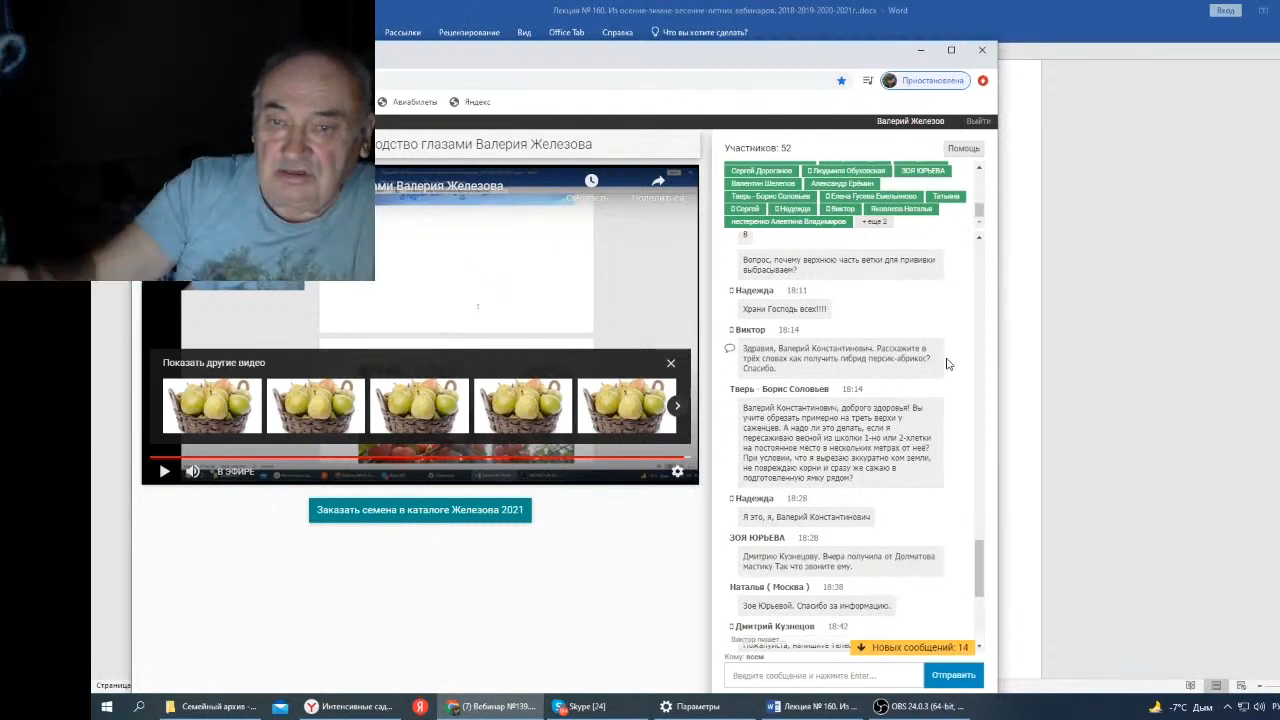 Лекция № 160. Из осенне-зимне-весенне-летних вебинаров. 2018-2019-2020-2021г..docx - Word
Вход
Рассылки Рецензирование Вид Office Tab Справка Что вы хотите сделать?
Приостановлена
Авиабилеты Яндекс
Валерий Железов Выйти
одство глазами Валерия Железова
Участников: 52
Помощь
Сергей Дороганов Людмила Обуховская ЗОЯ ЮРЬЕВА
Валентин Шелепов Александр Ерёмин
Тверь - Борис Соловьев Елена Гусева Емельяново Татьяна
Сергей Надежда Виктор Яковлева Наталья
нестеренко Алевтина Владимиров + еще 2
ами Валерия Железова
Смотреть Поделиться
Показать другие видео
В ЭФИРЕ
Заказать семена в каталоге Железова 2021
8
Вопрос, почему верхнюю часть ветки для прививки
выбрасываем?
Надежда 18:11
Храни Господь всех!!!!
Виктор 18:14
Здравия, Валерий Константинович. Расскажите в
трёх словах как получить гибрид персик-абрикос?
Спасибо.
Тверь - Борис Соловьев 18:14
Валерий Константинович, доброго здоровья! Вы
учите обрезать примерно на треть верхи у
саженцев. А надо ли это делать, если я
пересаживаю весной из школки 1-но или 2-хлетки
на постоянное место в нескольких метрах от неё?
При условии, что я вырезаю аккуратно ком земли,
не повреждаю корни и сразу же сажаю в
подготовленную ямку рядом?
Надежда 18:28
Я это, я, Валерий Константинович
ЗОЯ ЮРЬЕВА 18:28
Дмитрию Кузнецову. Вчера получила от Долматова
мастику Так что звоните ему.
Наталья ( Москва ) 18:38
Зое Юрьевой. Спасибо за информацию.
Дмитрий Кузнецов 18:42
Виктор пишет...
Новых сообщений: 14
Кому: всем
Введите сообщение и нажмите Enter...
Отправить
Страница
Семейный архив -... Интенсивные сад... (7) Вебинар №139.... Skype [24] Параметры Лекция № 160. Из ... OBS 24.0.3 (64-bit, ... -7°C Дым